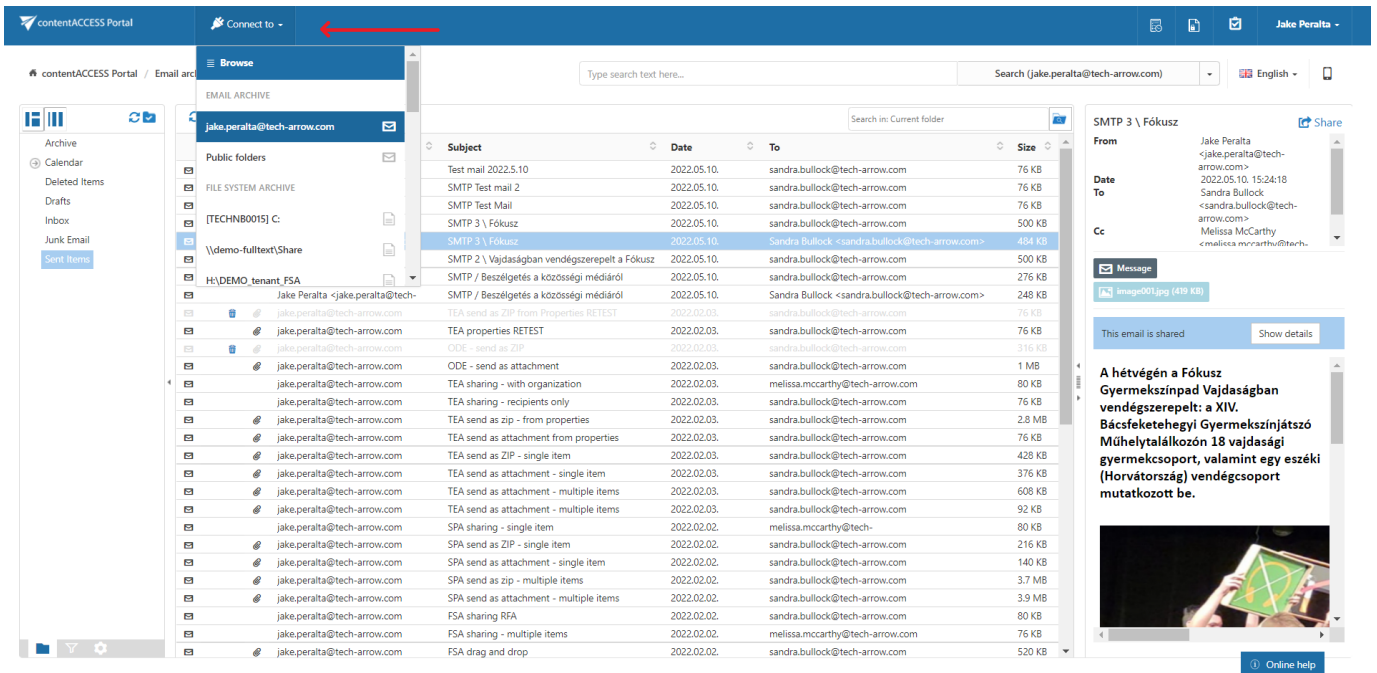 contentACCESS Portal
Connect to
Jake Peralta
Browse
EMAIL ARCHIVE
jake.peralta@tech-arrow.com
Public folders
FILE SYSTEM ARCHIVE
[TECHNB0015] C:
\\demo-fulltext\Share
H:\DEMO_tenant_FSA
contentACCESS Portal / Email arc
Type search text here...
Search (jake.peralta@tech-arrow.com)
English
Archive
Calendar
Deleted Items
Drafts
Inbox
Junk Email
Sent Items
Search in: Current folder
Subject Date To Size
Test mail 2022.5.10 2022.05.10. sandra.bullock@tech-arrow.com 76 KB
SMTP Test mail 2 2022.05.10. sandra.bullock@tech-arrow.com 76 KB
SMTP Test Mail 2022.05.10. sandra.bullock@tech-arrow.com 76 KB
SMTP 3 \ Fókusz 2022.05.10. sandra.bullock@tech-arrow.com 500 KB
SMTP 3 \ Fókusz 2022.05.10. Sandra Bullock <sandra.bullock@tech-arrow.com> 484 KB
SMTP 2 \ Vajdaságban vendégszerepelt a Fókusz 2022.05.10. sandra.bullock@tech-arrow.com 500 KB
SMTP / Beszélgetés a közösségi médiáról 2022.05.10. sandra.bullock@tech-arrow.com 276 KB
Jake Peralta <jake.peralta@tech- SMTP / Beszélgetés a közösségi médiáról 2022.05.10. Sandra Bullock <sandra.bullock@tech-arrow.com> 248 KB
jake.peralta@tech-arrow.com TEA send as ZIP from Properties RETEST 2022.02.03. sandra.bullock@tech-arrow.com 76 KB
jake.peralta@tech-arrow.com TEA properties RETEST 2022.02.03. sandra.bullock@tech-arrow.com 76 KB
jake.peralta@tech-arrow.com ODE - send as ZIP 2022.02.03. sandra.bullock@tech-arrow.com 316 KB
jake.peralta@tech-arrow.com ODE - send as attachment 2022.02.03. sandra.bullock@tech-arrow.com 1 MB
jake.peralta@tech-arrow.com TEA sharing - with organization 2022.02.03. melissa.mccarthy@tech-arrow.com 80 KB
jake.peralta@tech-arrow.com TEA sharing - recipients only 2022.02.03. sandra.bullock@tech-arrow.com 76 KB
jake.peralta@tech-arrow.com TEA send as zip - from properties 2022.02.03. sandra.bullock@tech-arrow.com 2.8 MB
jake.peralta@tech-arrow.com TEA send as attachment from properties 2022.02.03. sandra.bullock@tech-arrow.com 76 KB
jake.peralta@tech-arrow.com TEA send as ZIP - single item 2022.02.03. sandra.bullock@tech-arrow.com 428 KB
jake.peralta@tech-arrow.com TEA send as attachment - single item 2022.02.03. sandra.bullock@tech-arrow.com 376 KB
jake.peralta@tech-arrow.com TEA send as attachment - multiple items 2022.02.03. sandra.bullock@tech-arrow.com 608 KB
jake.peralta@tech-arrow.com TEA send as attachment - multiple items 2022.02.03. sandra.bullock@tech-arrow.com 92 KB
jake.peralta@tech-arrow.com SPA sharing - single item 2022.02.02. melissa.mccarthy@tech- 80 KB
jake.peralta@tech-arrow.com SPA send as ZIP - single item 2022.02.02. sandra.bullock@tech-arrow.com 216 KB
jake.peralta@tech-arrow.com SPA send as attachment - single item 2022.02.02. sandra.bullock@tech-arrow.com 140 KB
jake.peralta@tech-arrow.com SPA send as zip - multiple items 2022.02.02. sandra.bullock@tech-arrow.com 3.7 MB
jake.peralta@tech-arrow.com SPA send as attachment - multiple items 2022.02.02. sandra.bullock@tech-arrow.com 3.9 MB
jake.peralta@tech-arrow.com FSA sharing RFA 2022.02.02. sandra.bullock@tech-arrow.com 80 KB
jake.peralta@tech-arrow.com FSA sharing - multiple items 2022.02.02. melissa.mccarthy@tech-arrow.com 76 KB
jake.peralta@tech-arrow.com FSA drag and drop 2022.02.02. sandra.bullock@tech-arrow.com 520 KB
SMTP 3 \ Fókusz Share
From Jake Peralta
<jake.peralta@tech-
arrow.com>
Date 2022.05.10. 15:24:18
To Sandra Bullock
<sandra.bullock@tech-
arrow.com>
Cc Melissa McCarthy
<melissa.mccarthy@tech-
Message
image001.jpg (419 KB)
This email is shared Show details
A hétvégén a Fókusz
Gyermekszínpad Vajdaságban
vendégszerepelt: a XIV.
Bácsfeketehegyi Gyermekszínjátszó
Műhelytalálkozón 18 vajdasági
gyermekcsoport, valamint egy eszéki
(Horvátország) vendégcsoport
mutatkozott be.
Online help